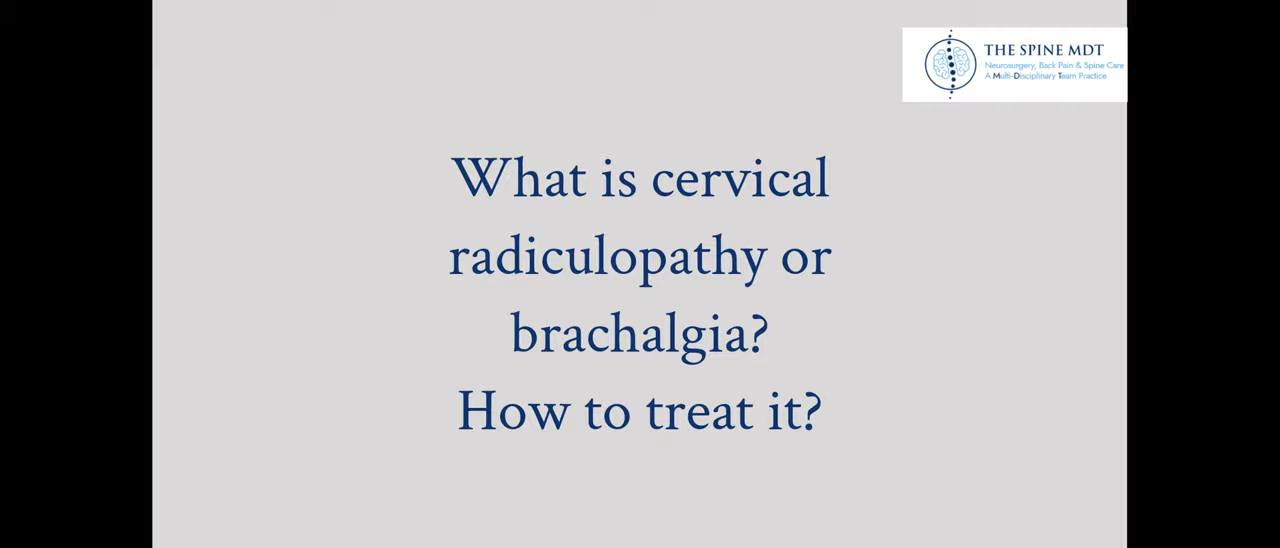 THE SPINE MDT
Neurosurgery, Back Pain & Spine Care
A Multi-Disciplinary Team Practice
What is cervical
radiculopathy or
brachalgia?
How to treat it?